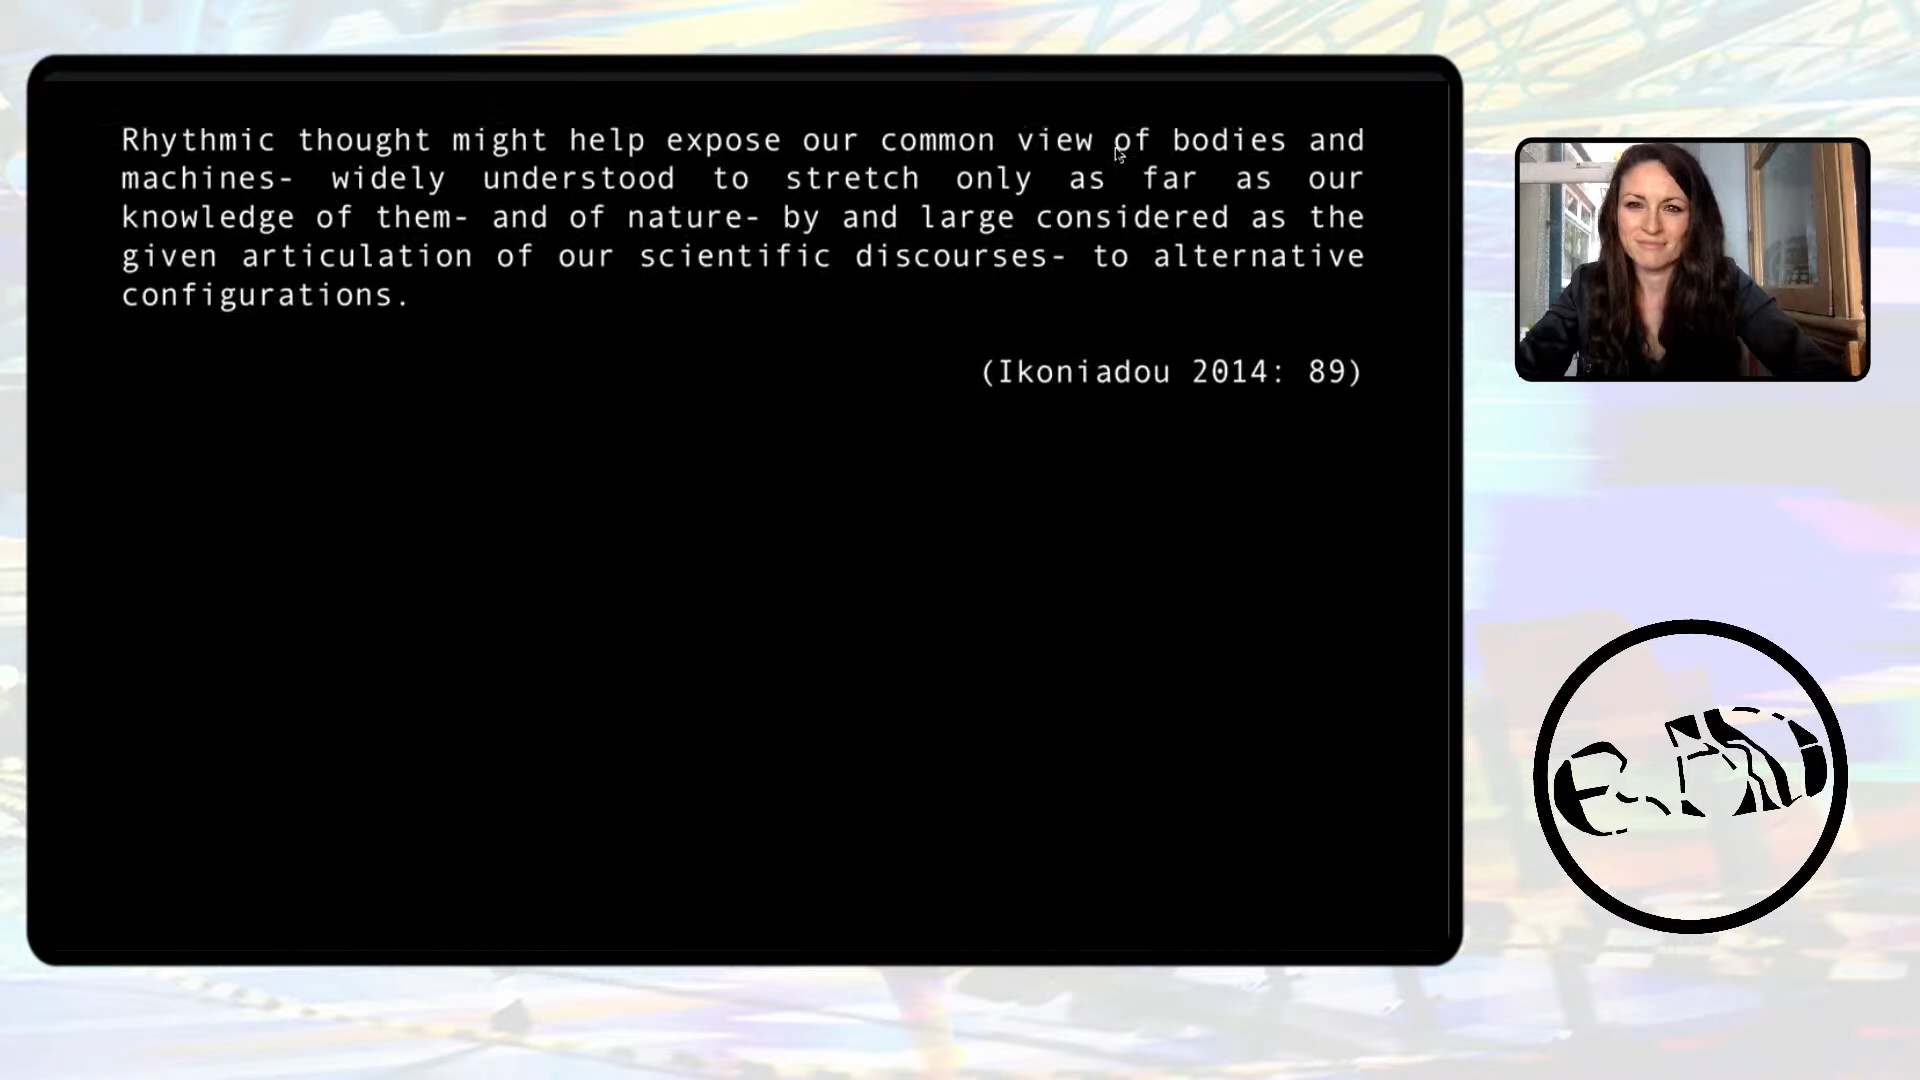 Rhythmic thought might help expose our common view of bodies and
machines- widely understood to stretch only as far as our
knowledge of them- and of nature- by and large considered as the
given articulation of our scientific discourses- to alternative
configurations.
(Ikoniadou 2014: 89)